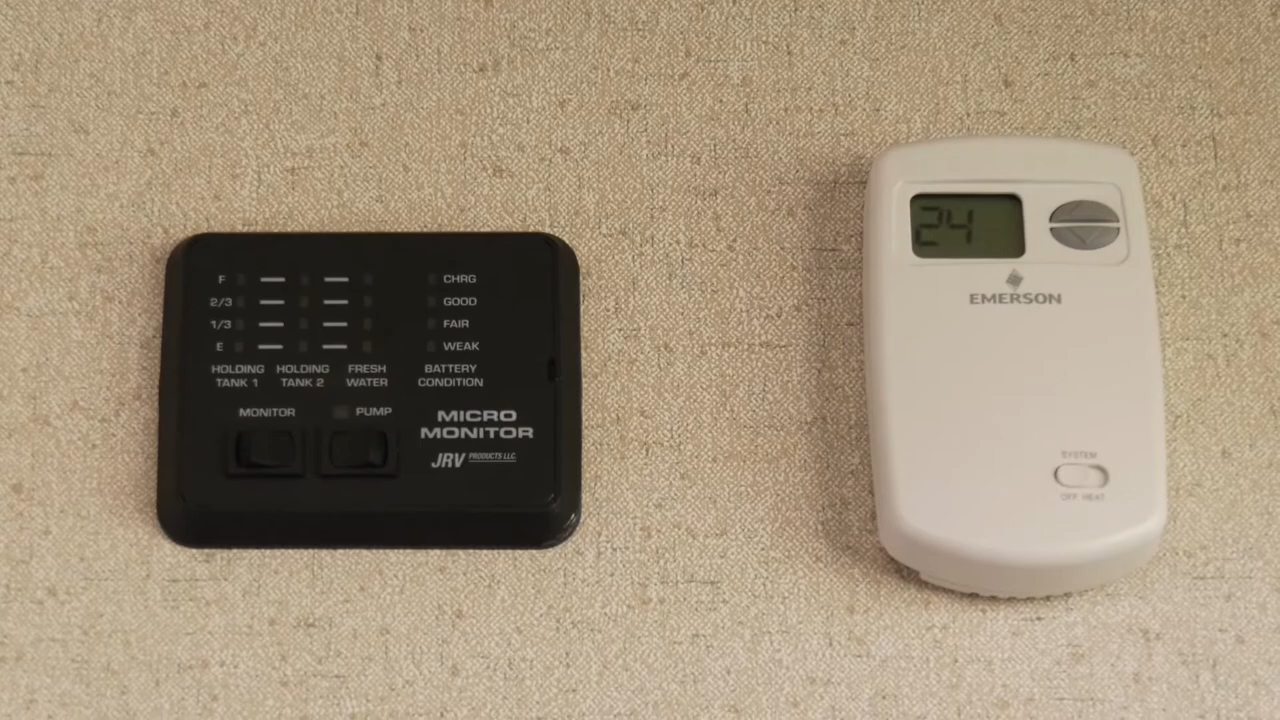 F CHRG
2/3 GOOD
1/3 FAIR
E WEAK
HOLDING HOLDING FRESH BATTERY
TANK 1 TANK 2 WATER CONDITION
MONITOR PUMP
MICRO
MONITOR
JRV PRODUCTS LLC.
24
EMERSON
SYSTEM
OFF HEAT